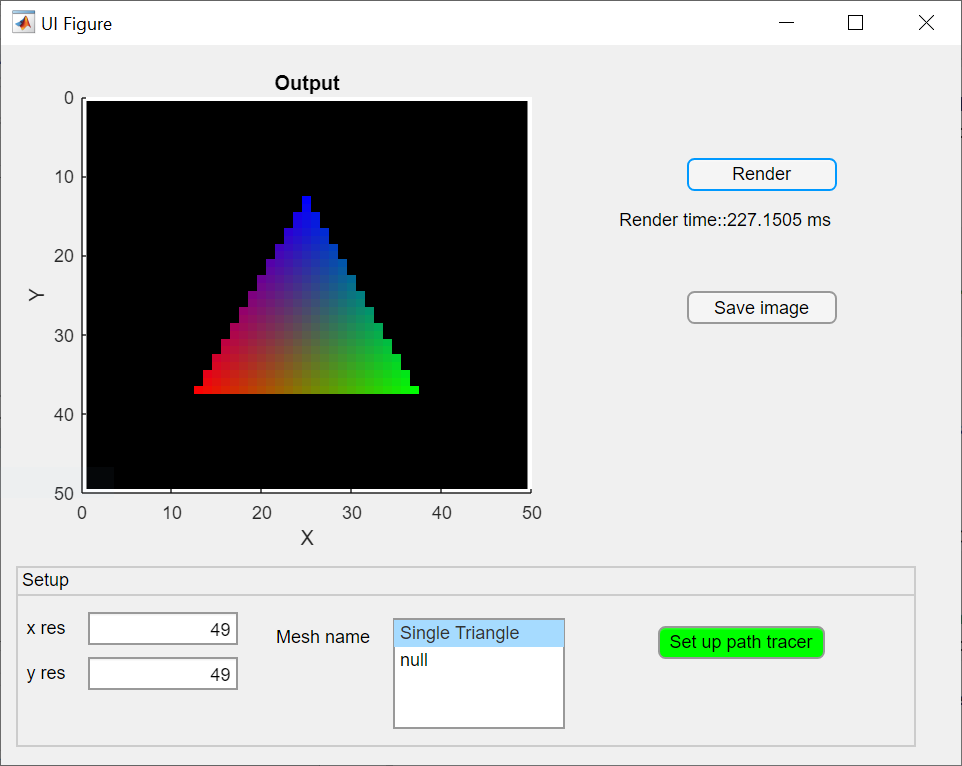 UI Figure
Output
0
10
20
30
40
50
Y
0 10 20 30 40 50
X
Render
Render time::227.1505 ms
Save image
Setup
x res 49
y res 49
Mesh name
Single Triangle
null
Set up path tracer